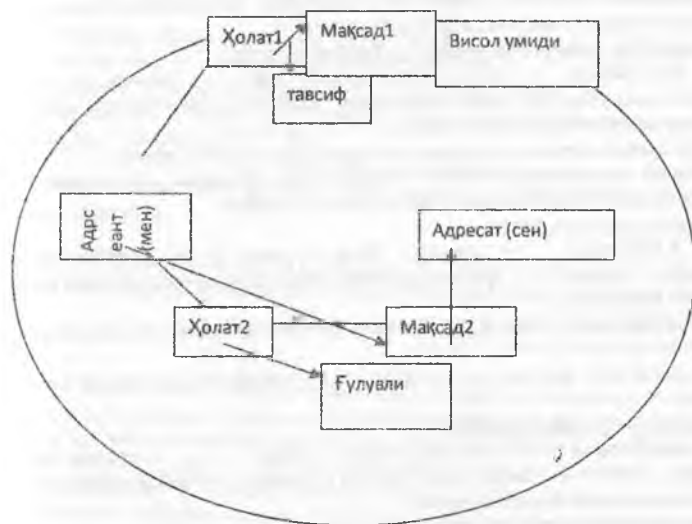 Ҳолат1
Мақсад1
Висол умиди
тавсиф
Адрс
еант
(мен)
Адресат (сен)
Ҳолат2
Мақсад2
Ғулувли